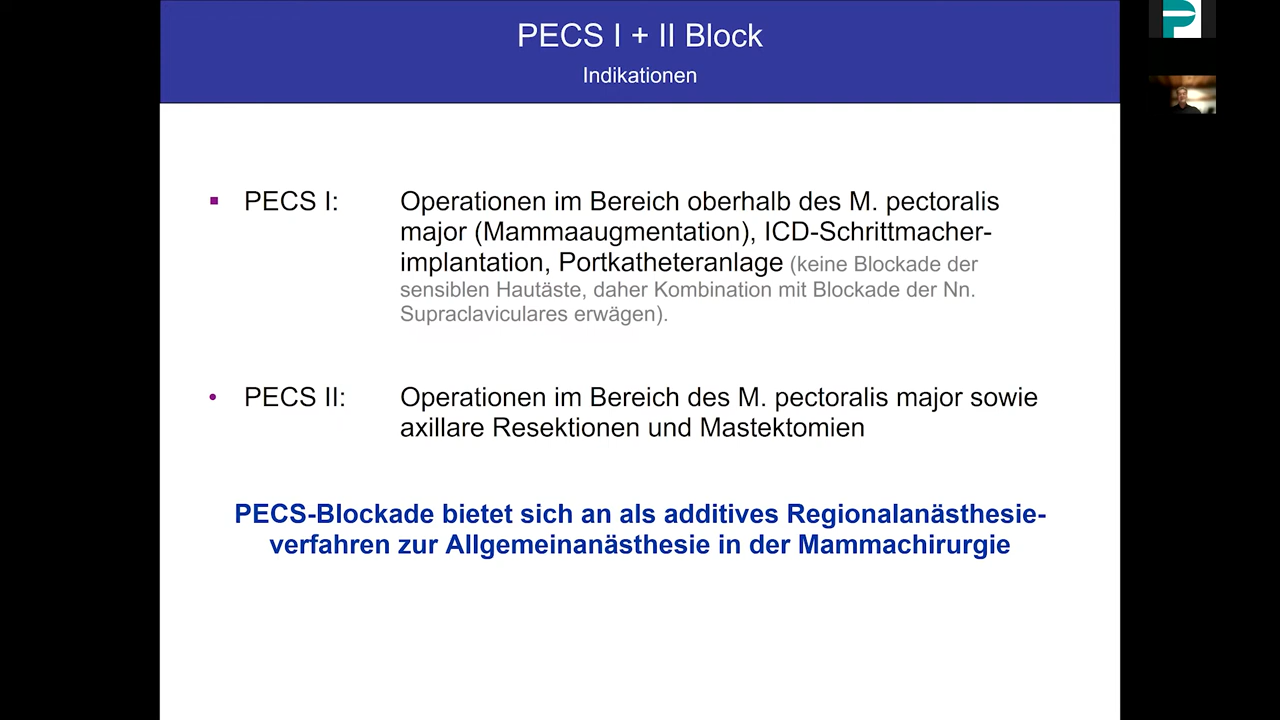 PECS I + II Block
Indikationen
▪ PECS I: Operationen im Bereich oberhalb des M. pectoralis
major (Mammaaugmentation), ICD-Schrittmacher-
implantation, Portkatheteranlage (keine Blockade der
sensiblen Hautäste, daher Kombination mit Blockade der Nn.
Supraclaviculares erwägen).
• PECS II: Operationen im Bereich des M. pectoralis major sowie
axillare Resektionen und Mastektomien
PECS-Blockade bietet sich an als additives Regionalanästhesie-
verfahren zur Allgemeinanästhesie in der Mammachirurgie